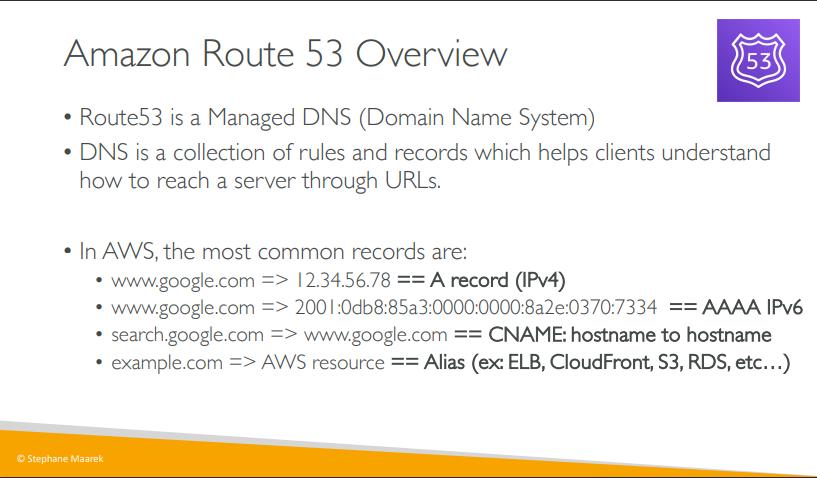 Amazon Route 53 Overview
53
• Route53 is a Managed DNS (Domain Name System)
• DNS is a collection of rules and records which helps clients understand
how to reach a server through URLs.
• In AWS, the most common records are:
• www.google.com => 12.34.56.78 == A record (IPv4)
• www.google.com => 2001:0db8:85a3:0000:0000:8a2e:0370:7334 == AAAA IPv6
• search.google.com => www.google.com == CNAME: hostname to hostname
• example.com => AWS resource == Alias (ex: ELB, CloudFront, S3, RDS, etc…)
© Stephane Maarek